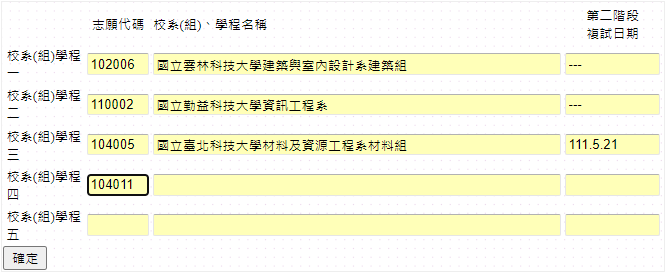 志願代碼 校系(組)、學程名稱 第二階段
複試日期
校系(組)學程
一 102006 國立雲林科技大學建築與室內設計系建築組 ---
校系(組)學程
二 110002 國立勤益科技大學資訊工程系 ---
校系(組)學程
三 104005 國立臺北科技大學材料及資源工程系材料組 111.5.21
校系(組)學程
四 104011
校系(組)學程
五
確定